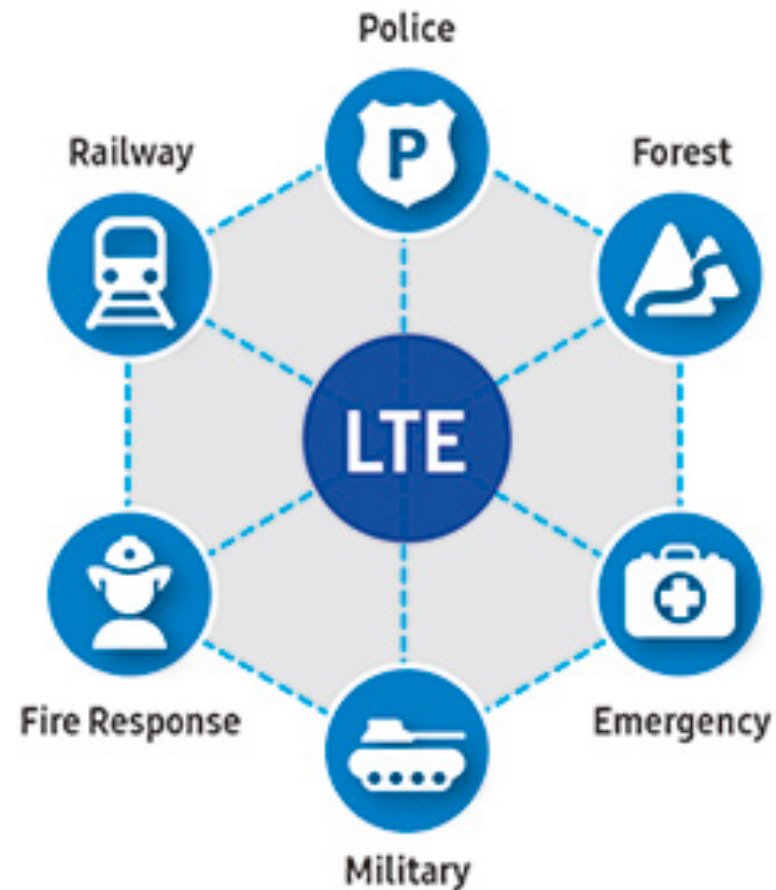 Police
Railway
Forest
P
LTE
Fire Response
Emergency
Military